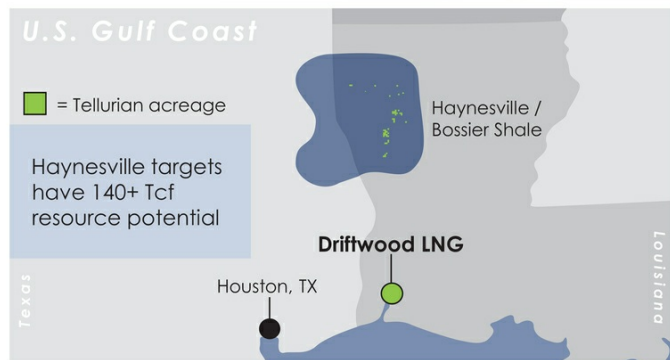 U.S. Gulf Coast
= Tellurian acreage
Haynesville targets
have 140+ Tcf
resource potential
Haynesville /
Bossier Shale
Driftwood LNG
Houston, TX
Texas
Louisiana